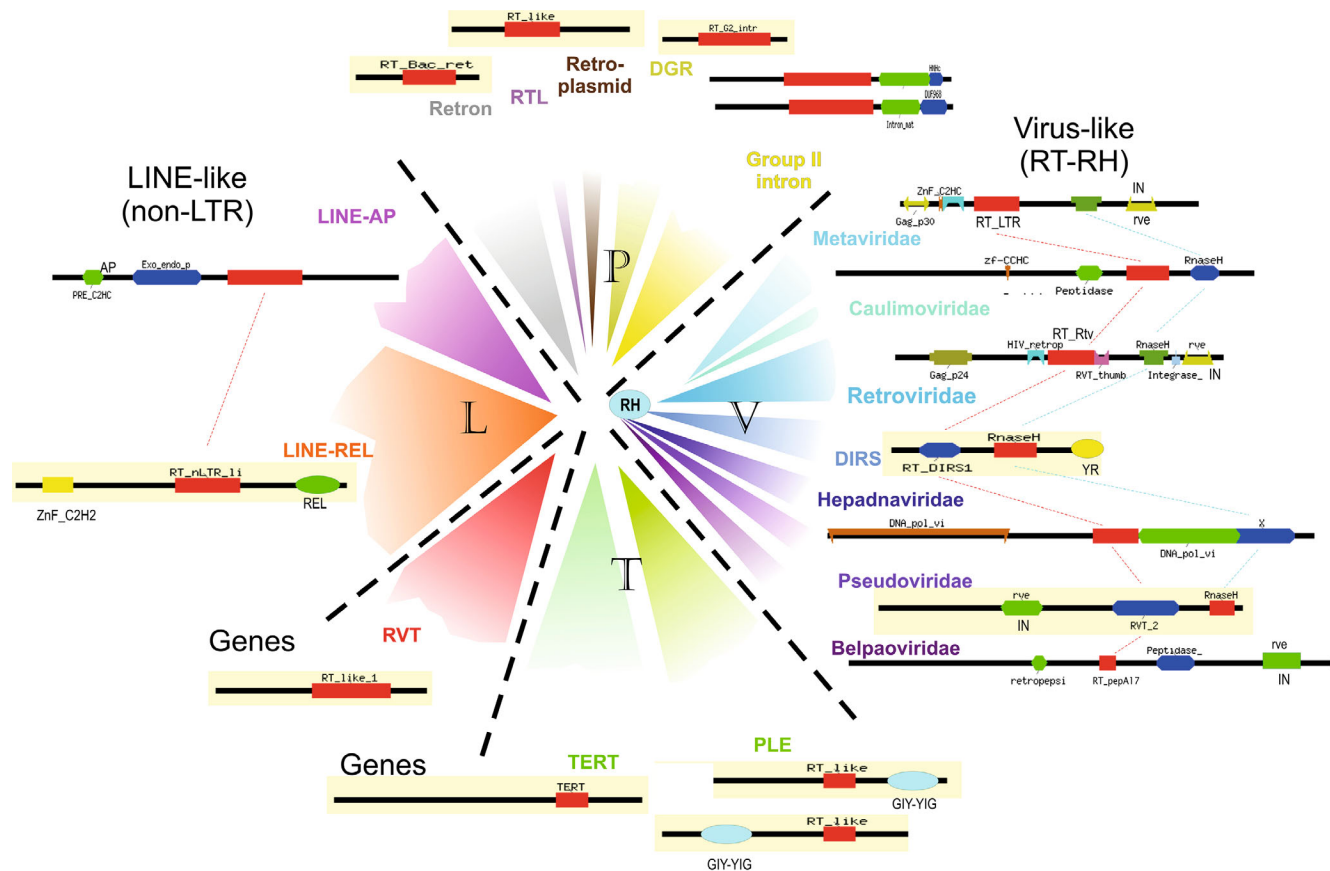 RT_like
RT_G2_intr
RT_Bac_ret
Retron
RTL
Retro-
plasmid
DGR
HNHc
DUF968
Intron_mat
Group II
intron
LINE-like
(non-LTR)
LINE-AP
AP
Exo_endo_p
PRE_C2HC
LINE-REL
RT_nLTR_li
ZnF_C2H2
REL
Virus-like
(RT-RH)
ZnF_C2HC
IN
Gag_p30
RT_LTR
rve
Metaviridae
zf-CCHC
RnaseH
Peptidase
Caulimoviridae
RT_Rtv
HIV_retrop
RnaseH
rve
Gag_p24
RVT_thumb
Integrase_
IN
Retroviridae
RnaseH
DIRS
RT_DIRS1
YR
Hepadnaviridae
DNA_pol_vi
X
DNA_pol_vi
Pseudoviridae
rve
RnaseH
IN
RVT_2
Belpaoviridae
Peptidase_
rve
retropepsi
RT_pepA17
IN
P
RH
V
L
T
Genes
RVT
RT_like_1
Genes
TERT
TERT
PLE
RT_like
GIY-YIG
RT_like
GIY-YIG